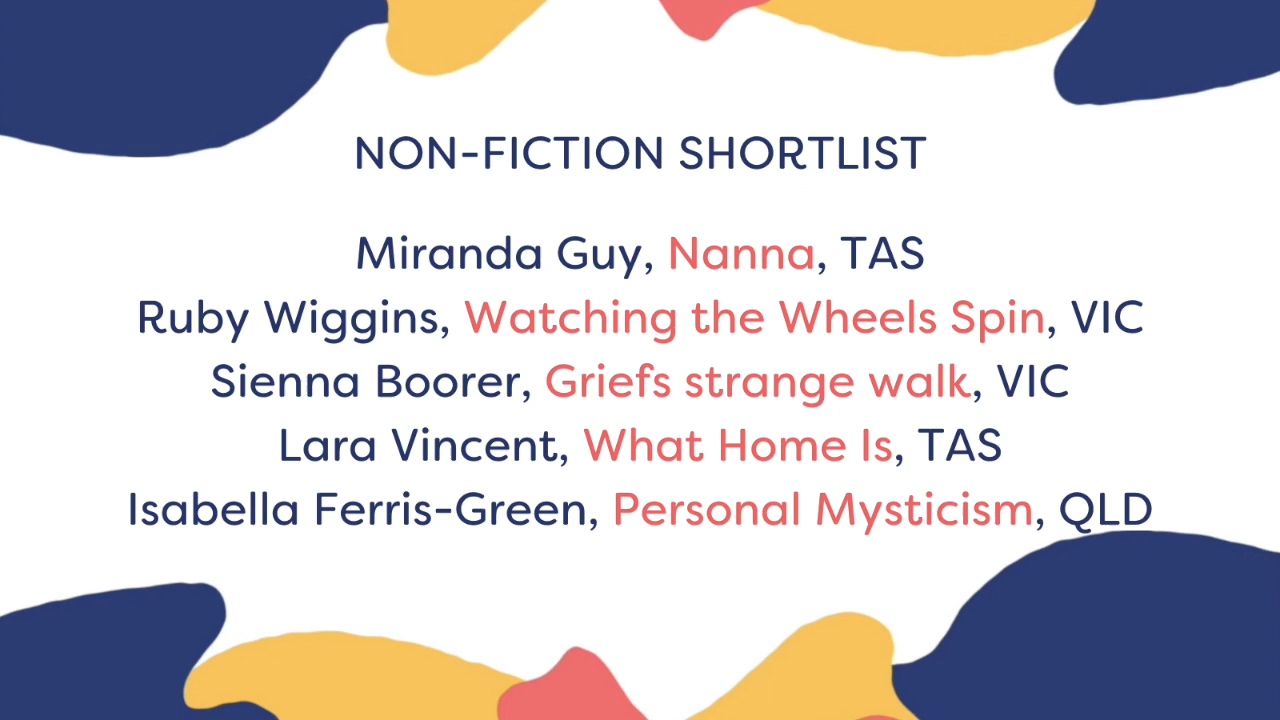 NON-FICTION SHORTLIST
Miranda Guy, Nanna, TAS
Ruby Wiggins, Watching the Wheels Spin, VIC
Sienna Boorer, Griefs strange walk, VIC
Lara Vincent, What Home Is, TAS
Isabella Ferris-Green, Personal Mysticism, QLD